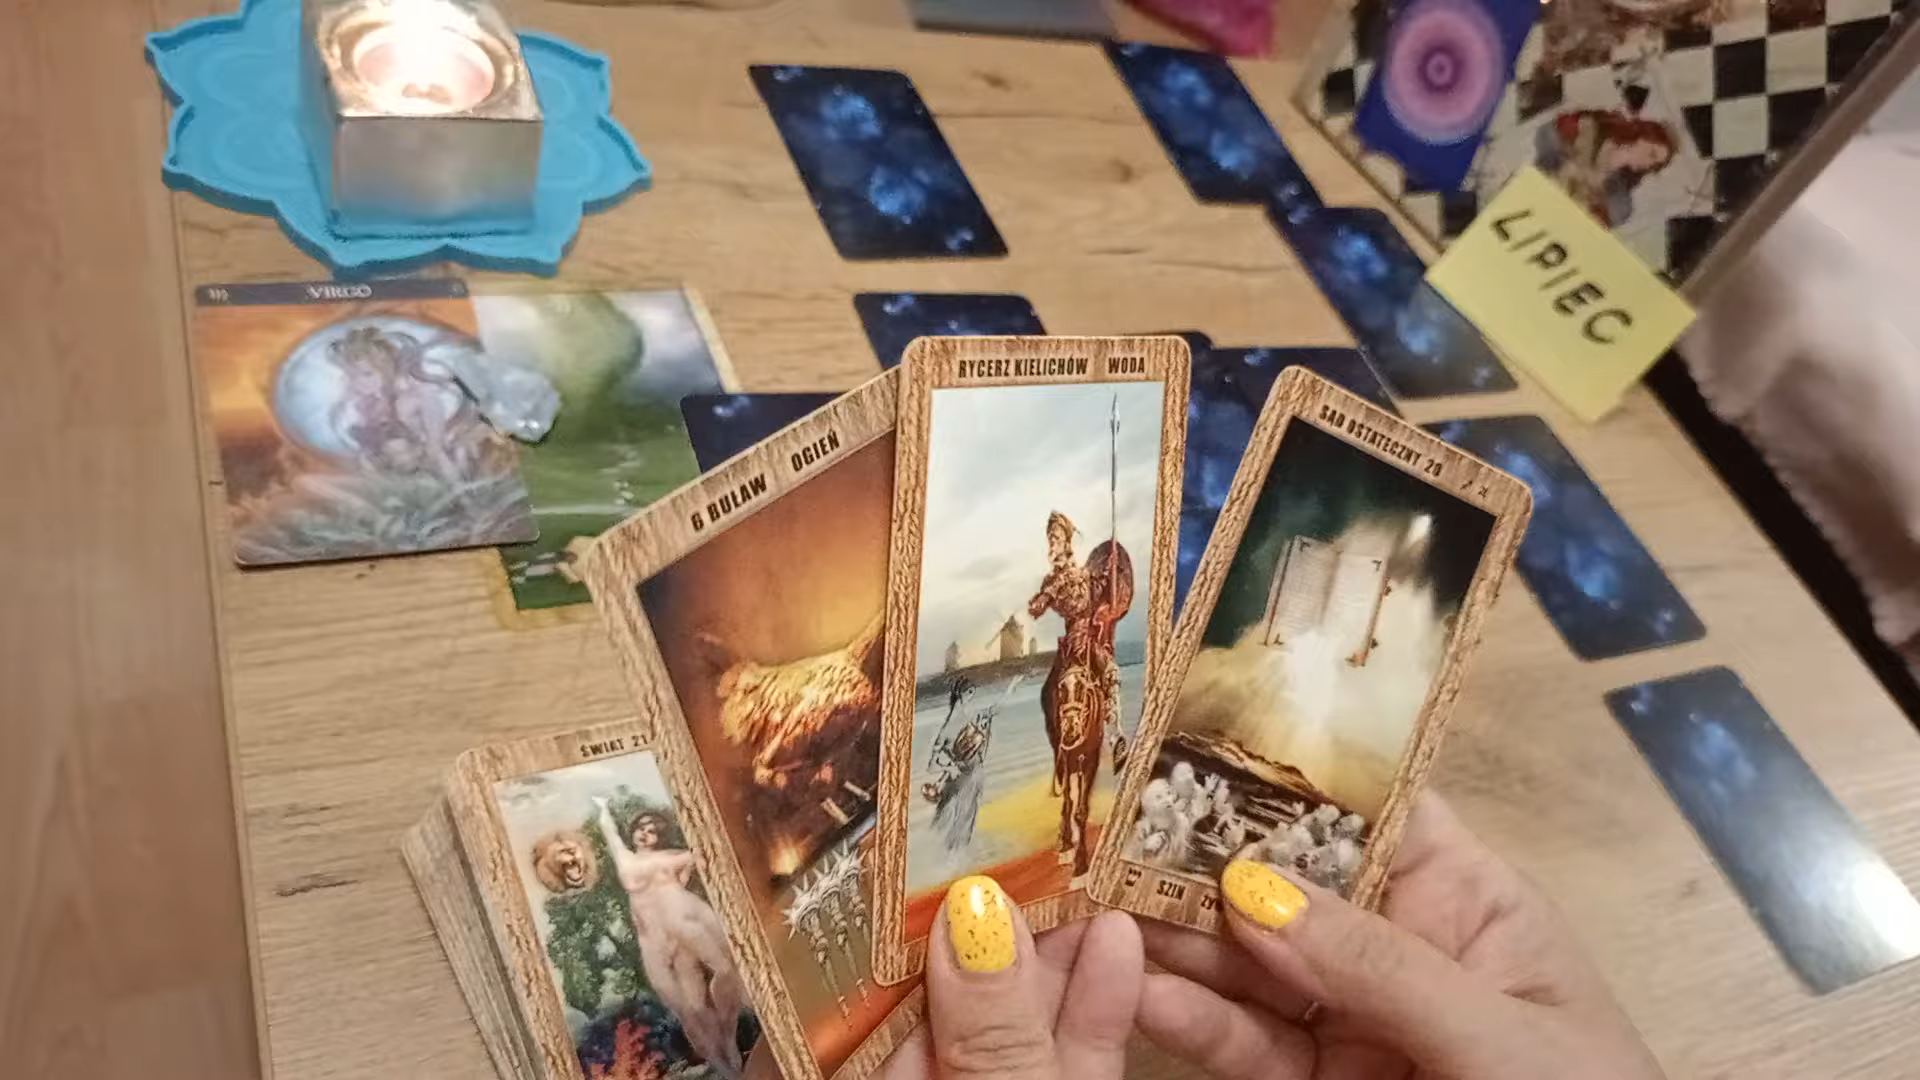 VIRGO
LIPIEC
RYCERZ KIELICHÓW WODA
6 BUŁAW OGIEŃ
SĄD OSTATECZNY 20
ŚWIAT 21
SZIN